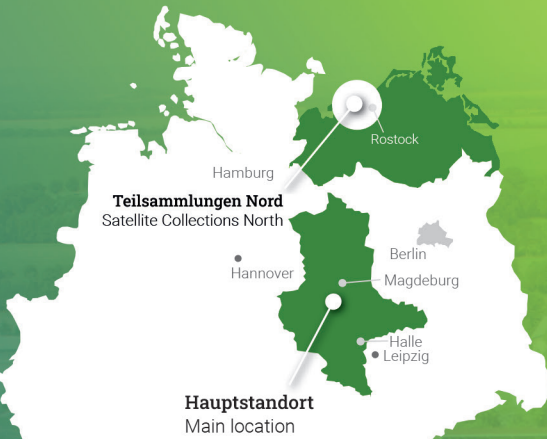 Rostock
Hamburg
Teilsammlungen Nord
Satellite Collections North
Berlin
Hannover
Magdeburg
Halle
Leipzig
Hauptstandort
Main location